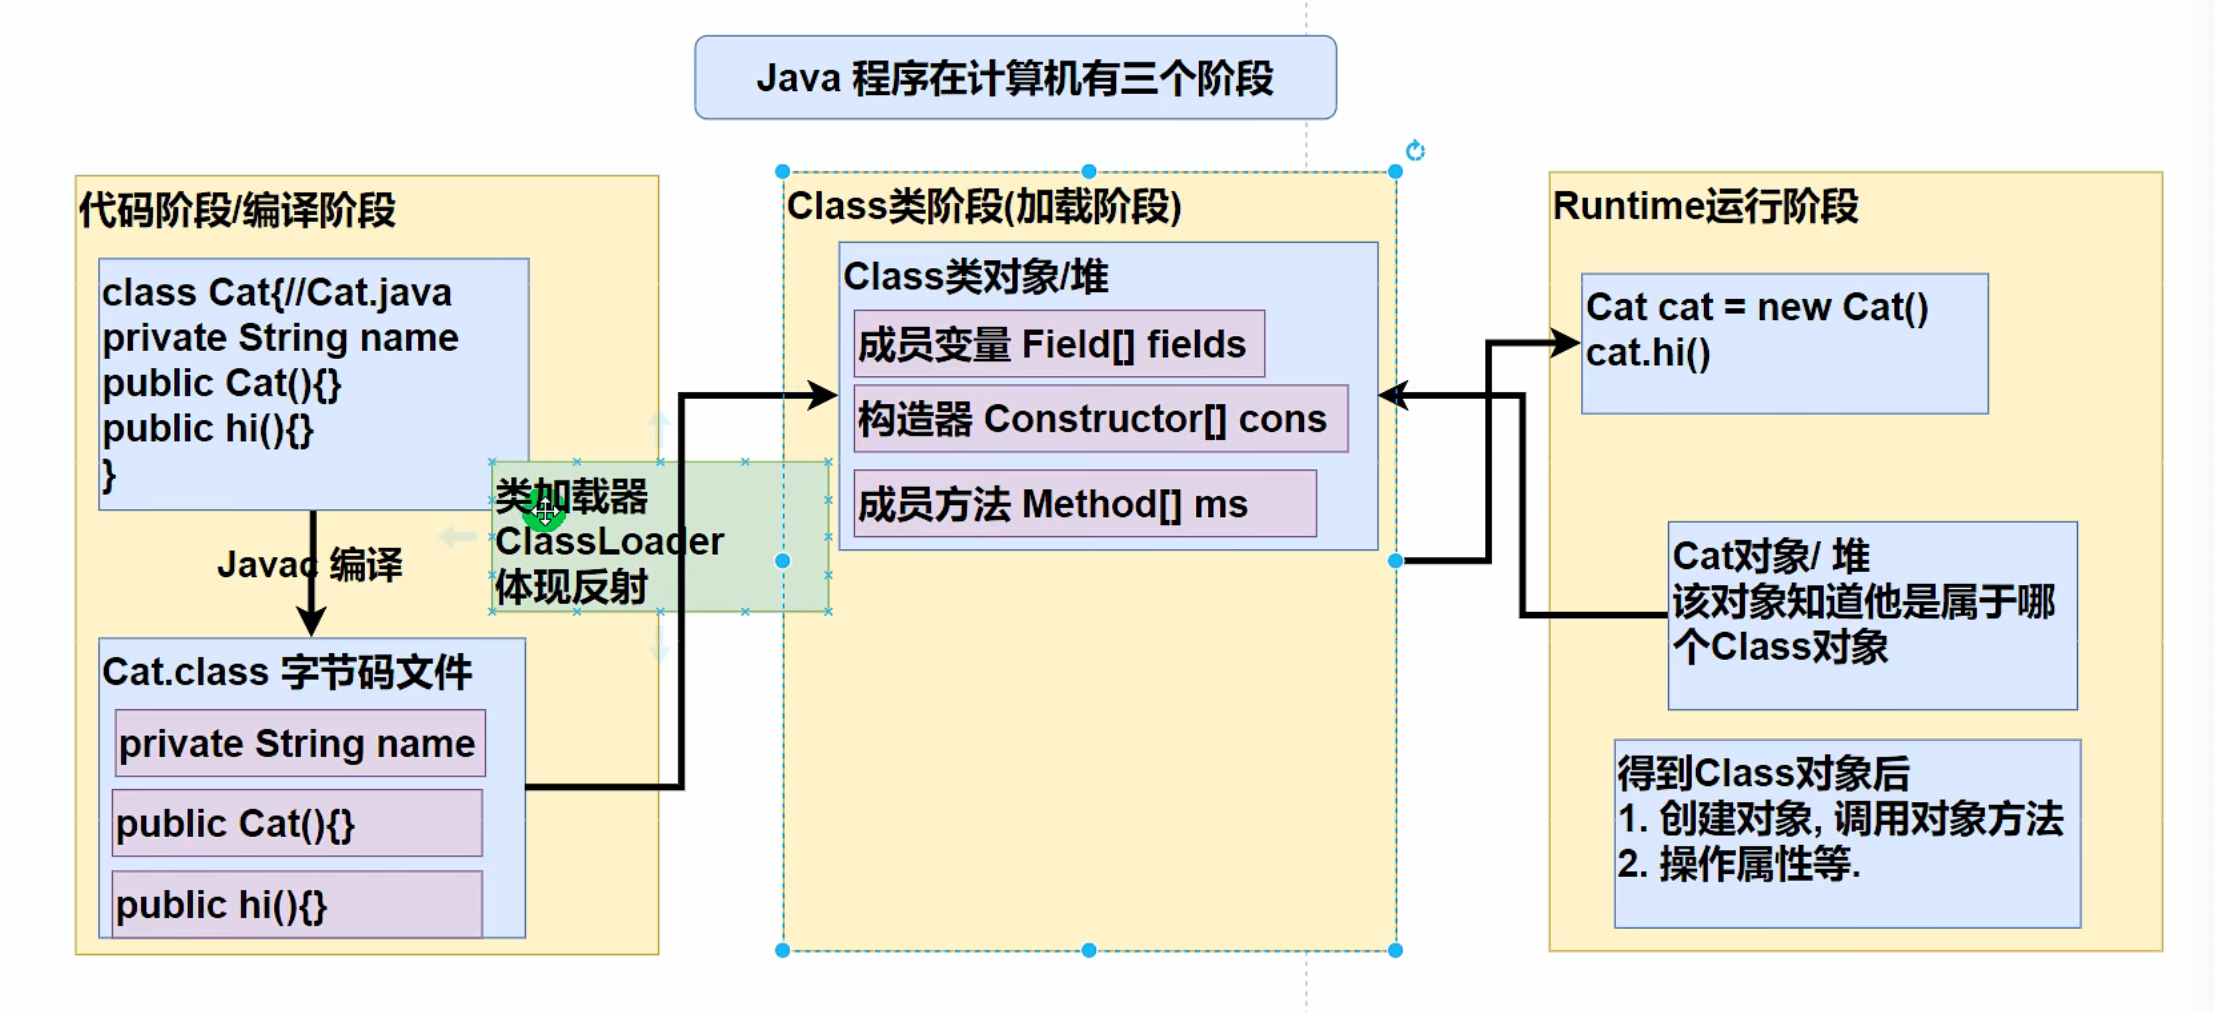 Java 程序在计算机有三个阶段
代码阶段/编译阶段
class Cat{//Cat.java
private String name
public Cat(){}
public hi(){}
}
Javac 编译
Cat.class 字节码文件
private String name
public Cat(){}
public hi(){}
类加载器
ClassLoader
体现反射
Class类阶段(加载阶段)
Class类对象/堆
成员变量 Field[] fields
构造器 Constructor[] cons
成员方法 Method[] ms
Runtime运行阶段
Cat cat = new Cat()
cat.hi()
Cat对象/ 堆
该对象知道他是属于哪
个Class对象
得到Class对象后
1. 创建对象, 调用对象方法
2. 操作属性等.